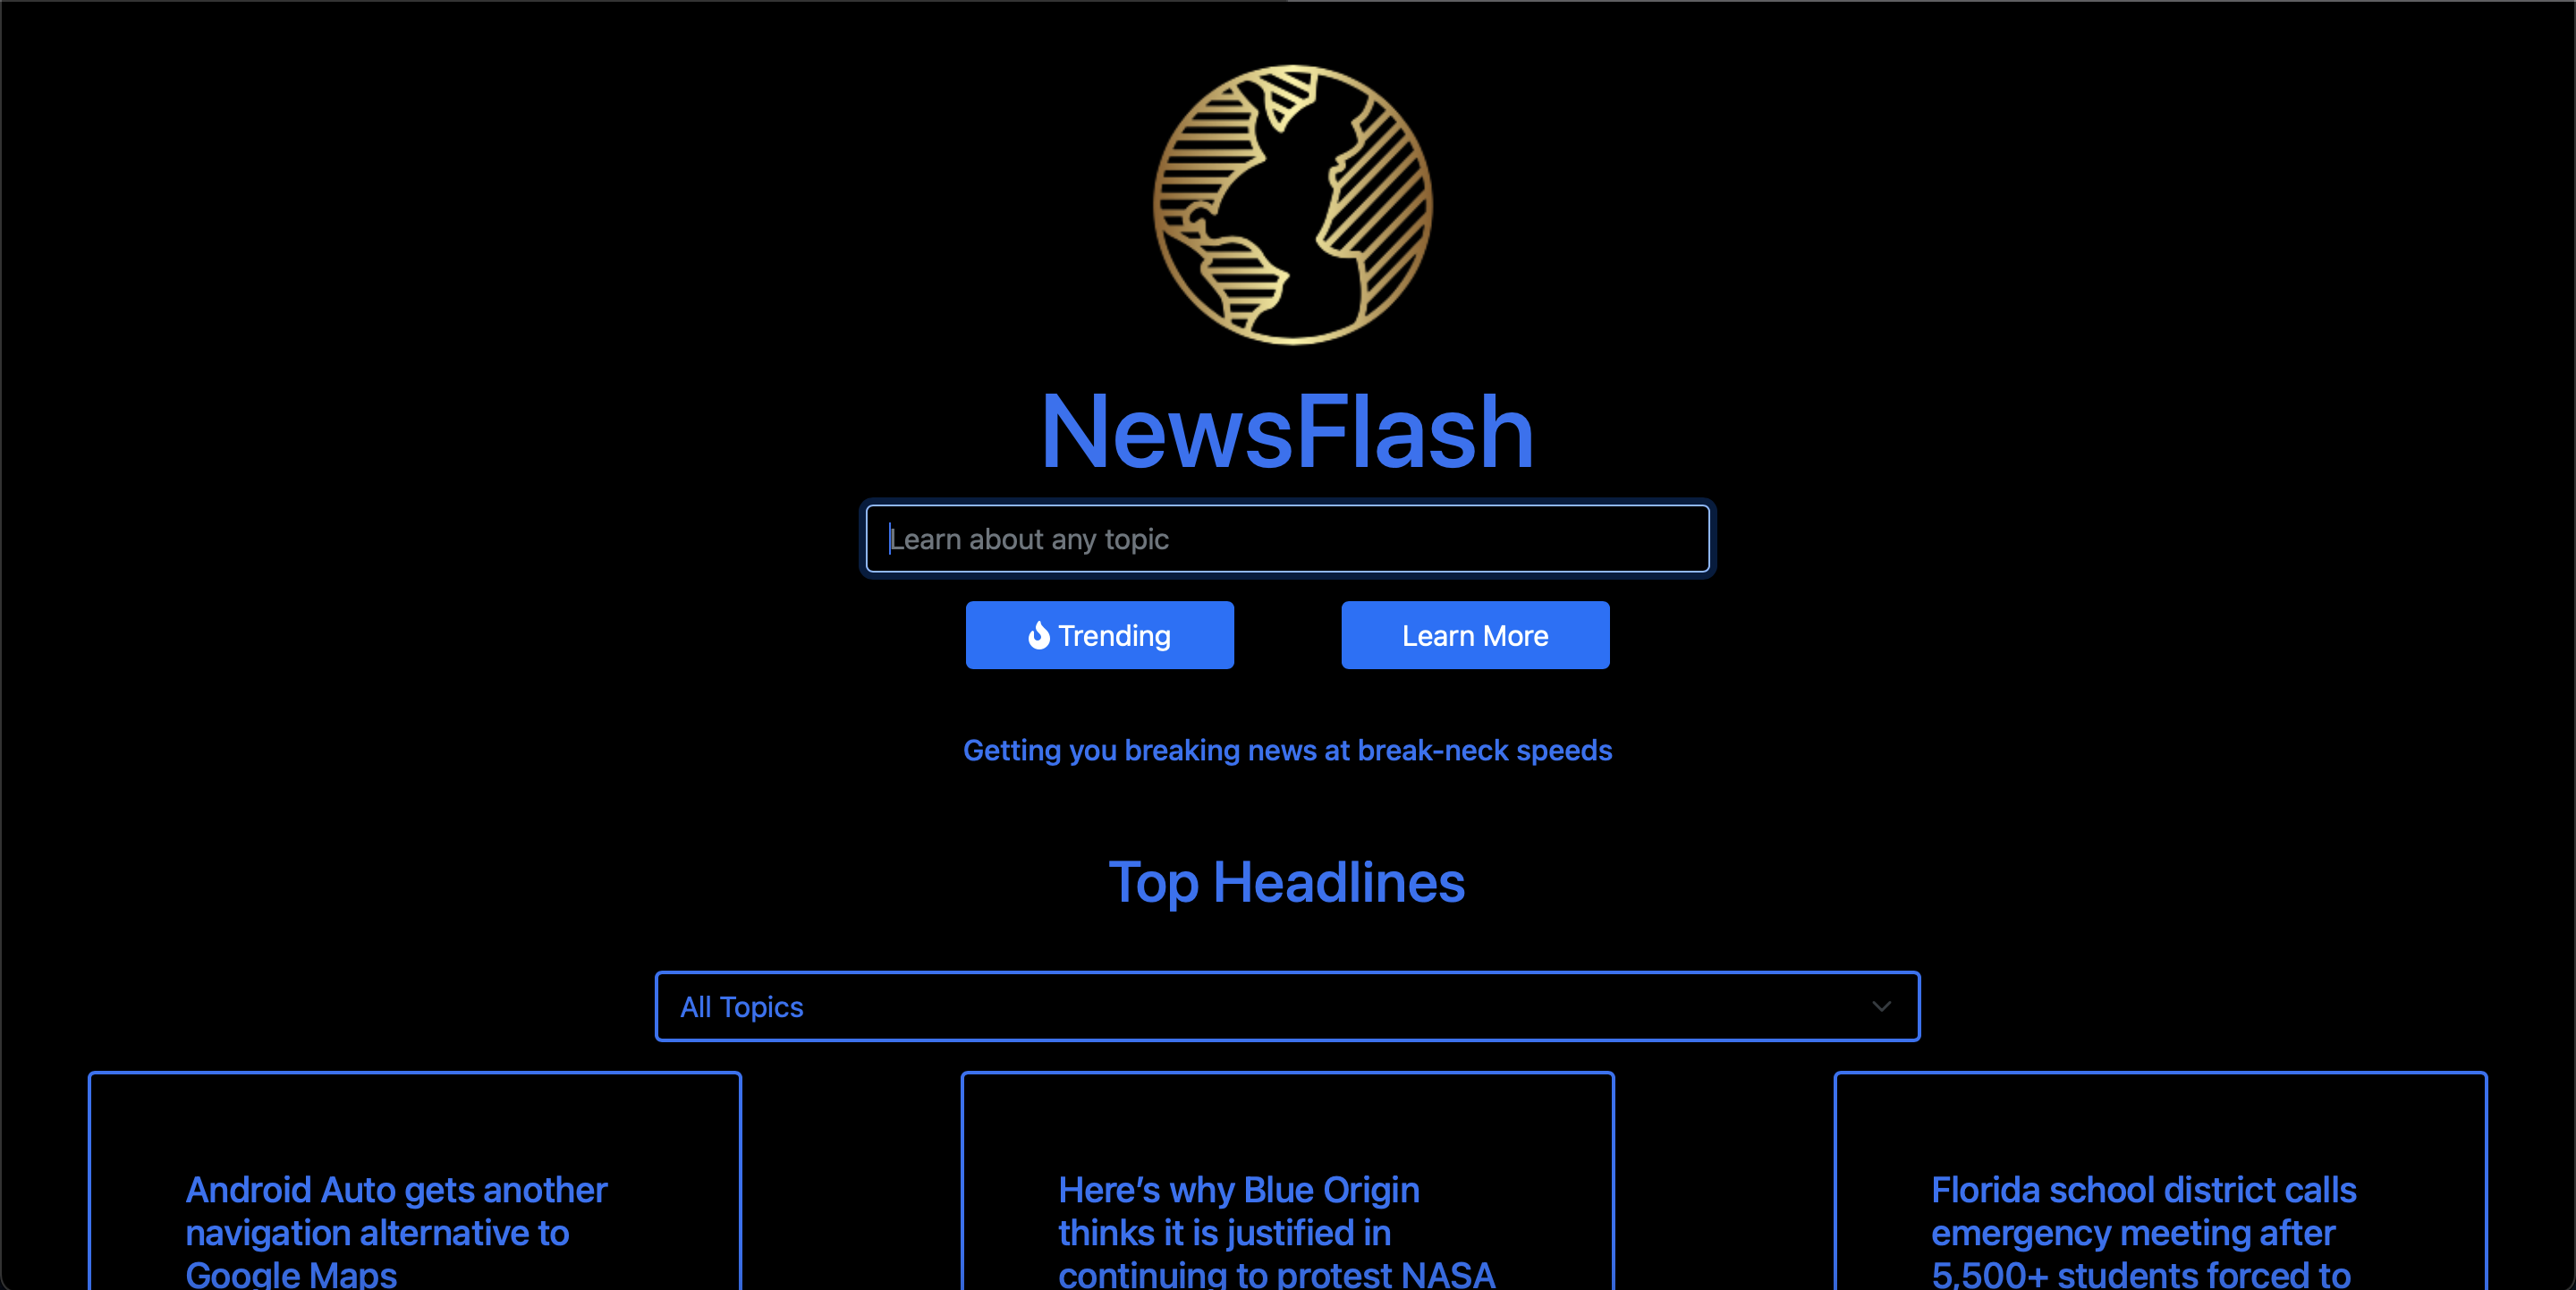 NewsFlash
Learn about any topic
Trending
Learn More
Getting you breaking news at break-neck speeds
Top Headlines
All Topics
Android Auto gets another
navigation alternative to
Google Maps
Here’s why Blue Origin
thinks it is justified in
continuing to protest NASA
Florida school district calls
emergency meeting after
5,500+ students forced to